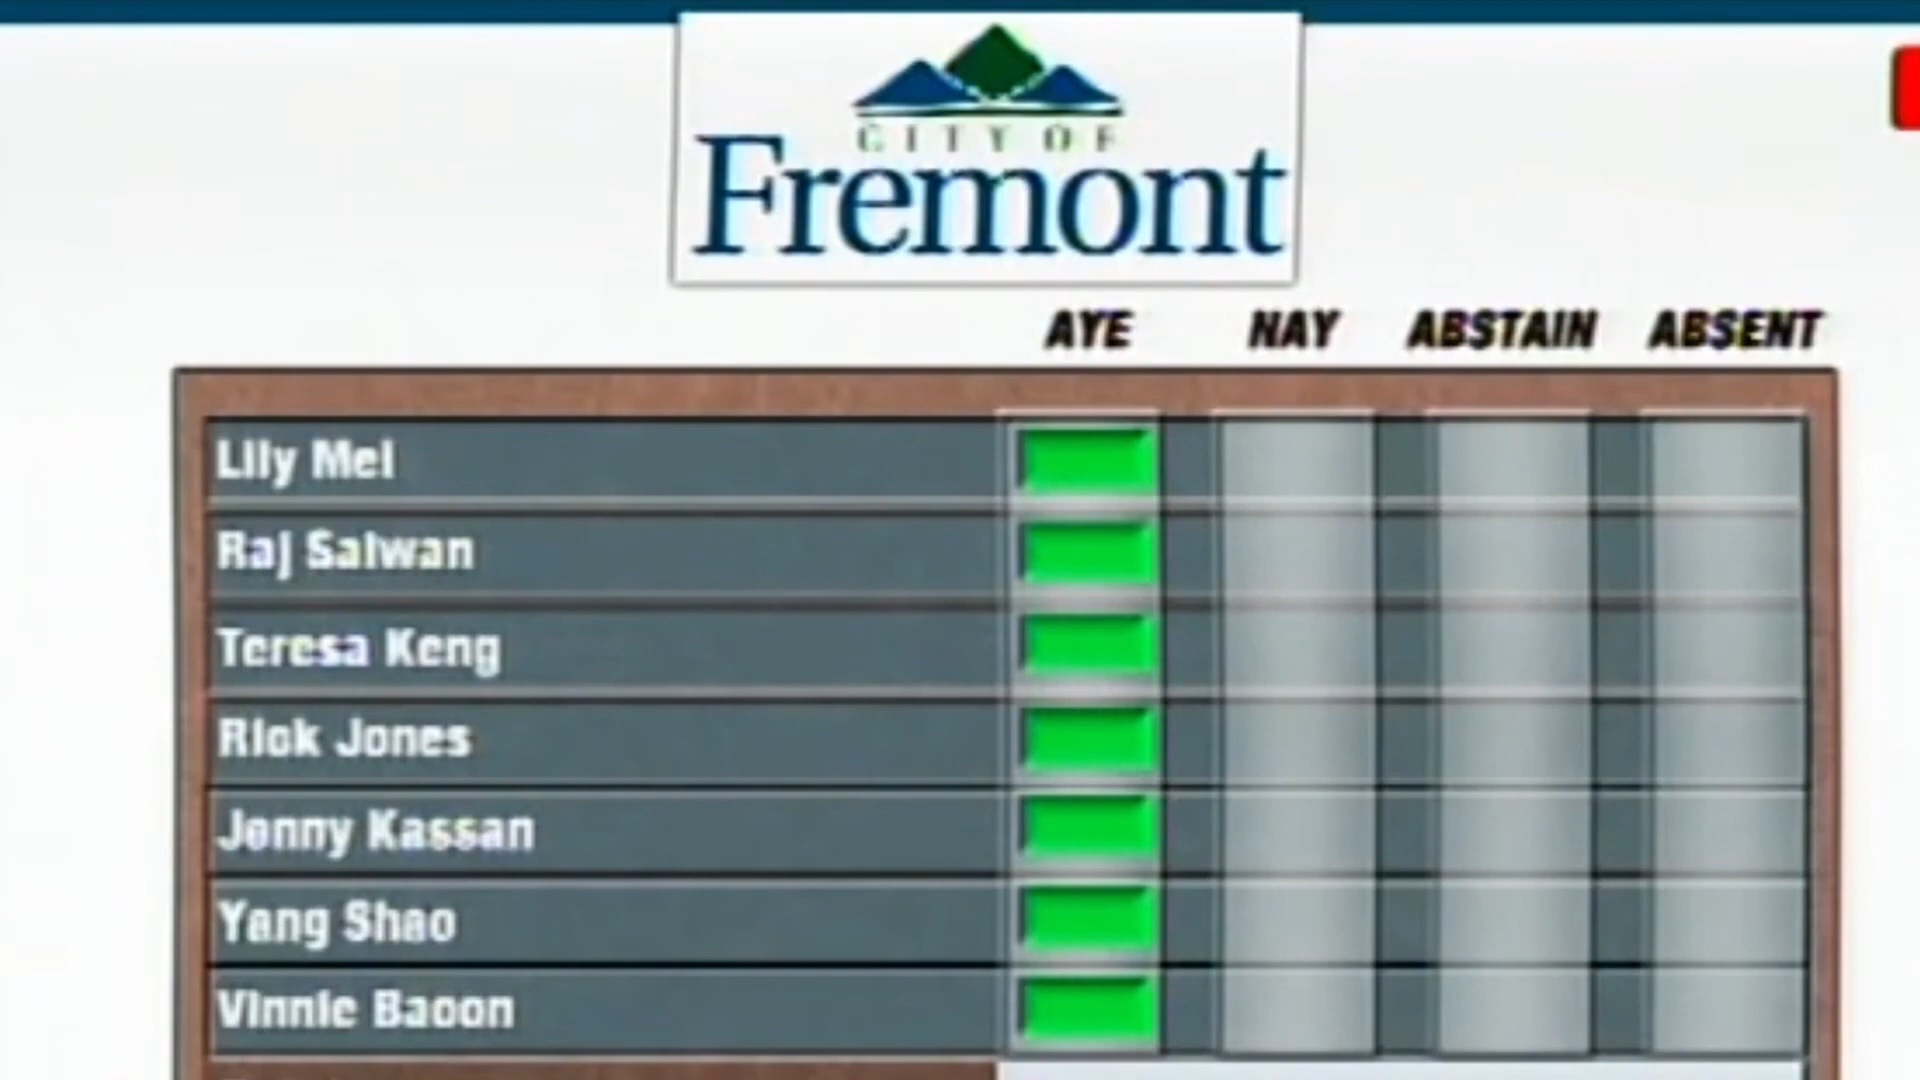 CITY OF
Fremont
AYE NAY ABSTAIN ABSENT
Lily Mei
Raj Salwan
Teresa Keng
Rick Jones
Jenny Kassan
Yang Shao
Vinnie Bacon